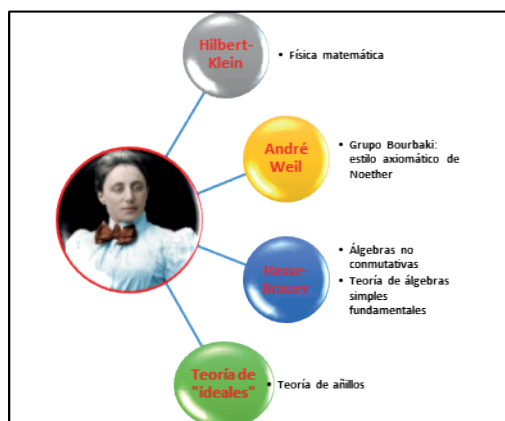 Hilbert-
Klein
• Física matemática
André
Weil
• Grupo Bourbaki:
estilo axiomático de
Noether
Hasse-
Brauer
• Álgebras no
conmutativas
• Teoría de álgebras
simples
fundamentales
Teoría de
"ideales"
• Teoría de añillos